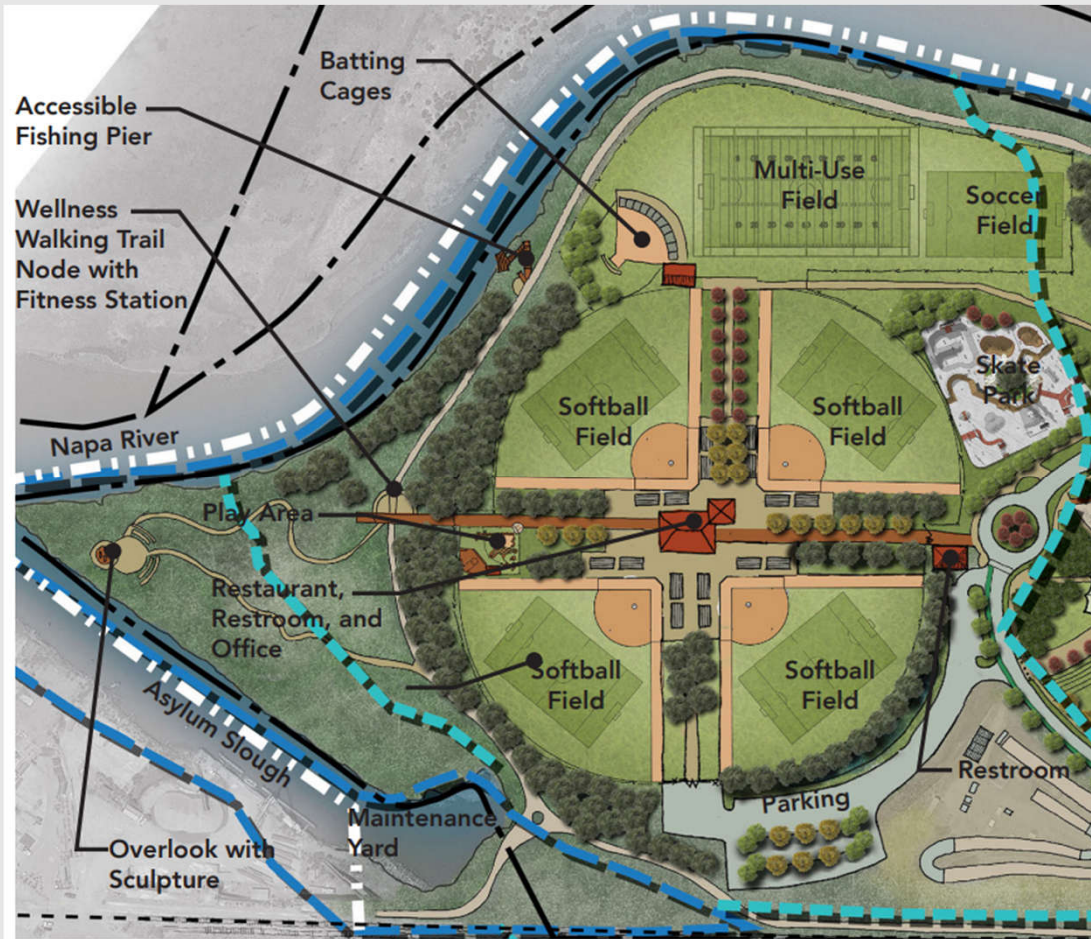 Batting
Cages
Accessible
Fishing Pier
Multi-Use
Field
Soccer
Field
Wellness
Walking Trail
Node with
Fitness Station
Skate
Park
Softball
Field
Softball
Field
Napa River
Play Area
Restaurant,
Restroom, and
Office
Softball
Field
Softball
Field
Asylum Slough
Restroom
Parking
Maintenance
Yard
Overlook with
Sculpture